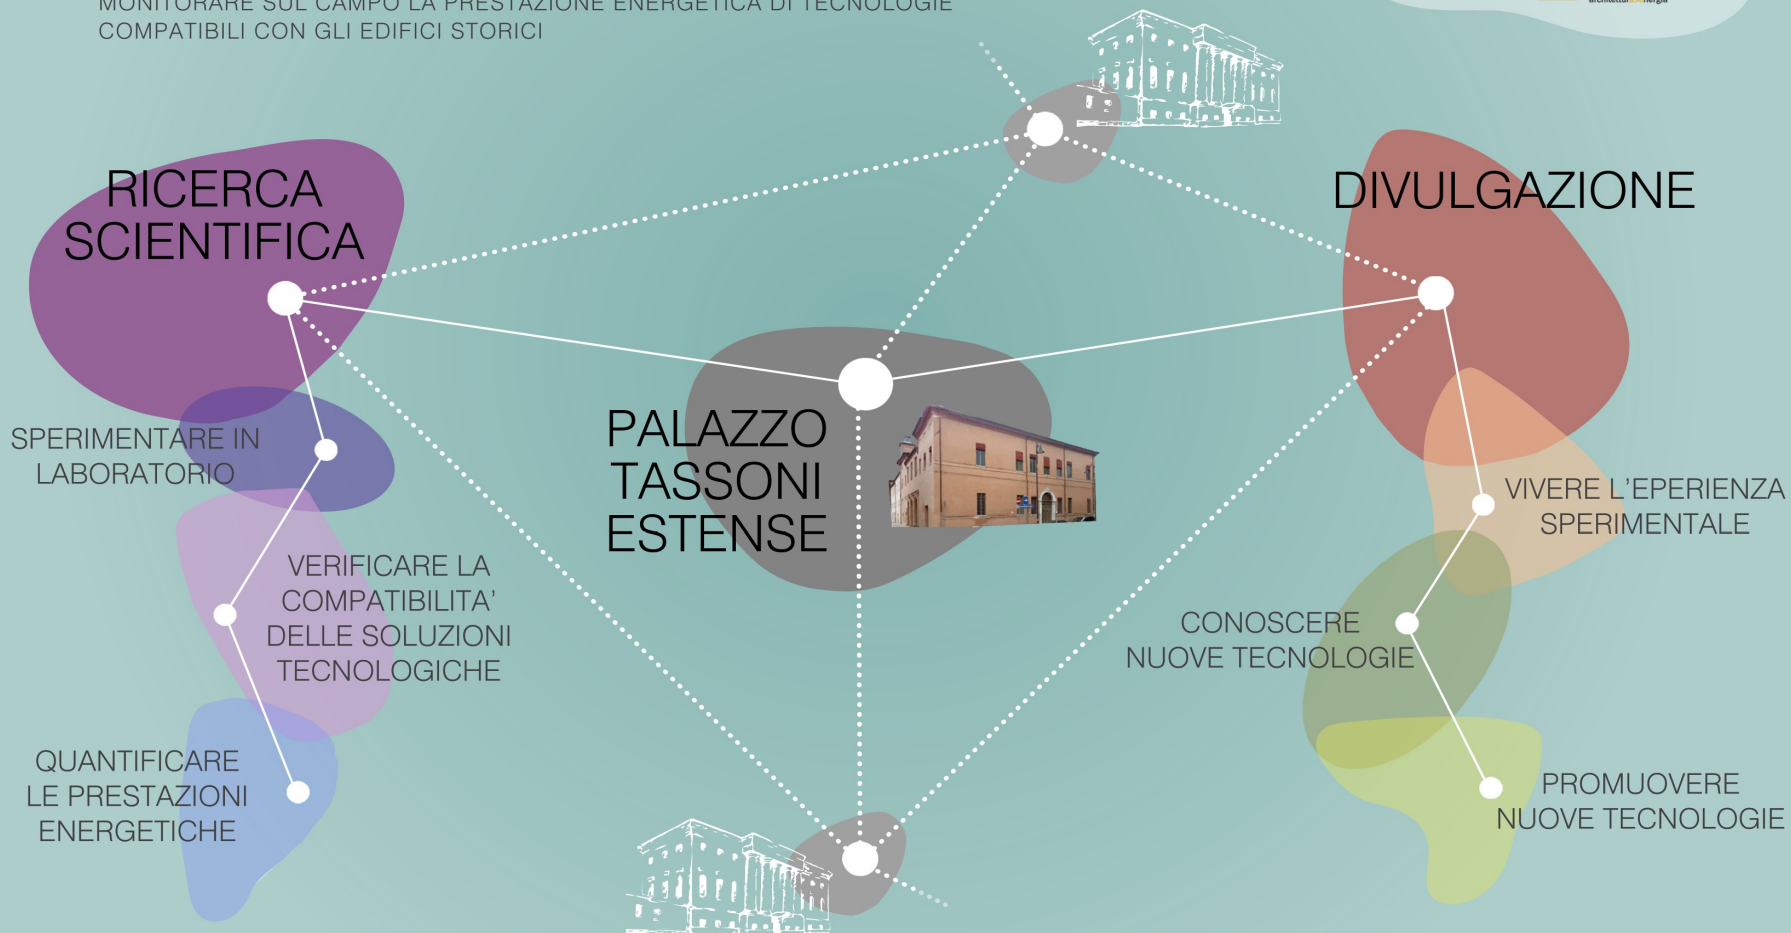 MONITORARE SUL CAMPO LA PRESTAZIONE ENERGETICA DI TECNOLOGIE
COMPATIBILI CON GLI EDIFICI STORICI
RICERCA
SCIENTIFICA
DIVULGAZIONE
PALAZZO
TASSONI
ESTENSE
SPERIMENTARE IN
LABORATORIO
VERIFICARE LA
COMPATIBILITA'
DELLE SOLUZIONI
TECNOLOGICHE
QUANTIFICARE
LE PRESTAZIONI
ENERGETICHE
VIVERE L'EPERIENZA
SPERIMENTALE
CONOSCERE
NUOVE TECNOLOGIE
PROMUOVERE
NUOVE TECNOLOGIE